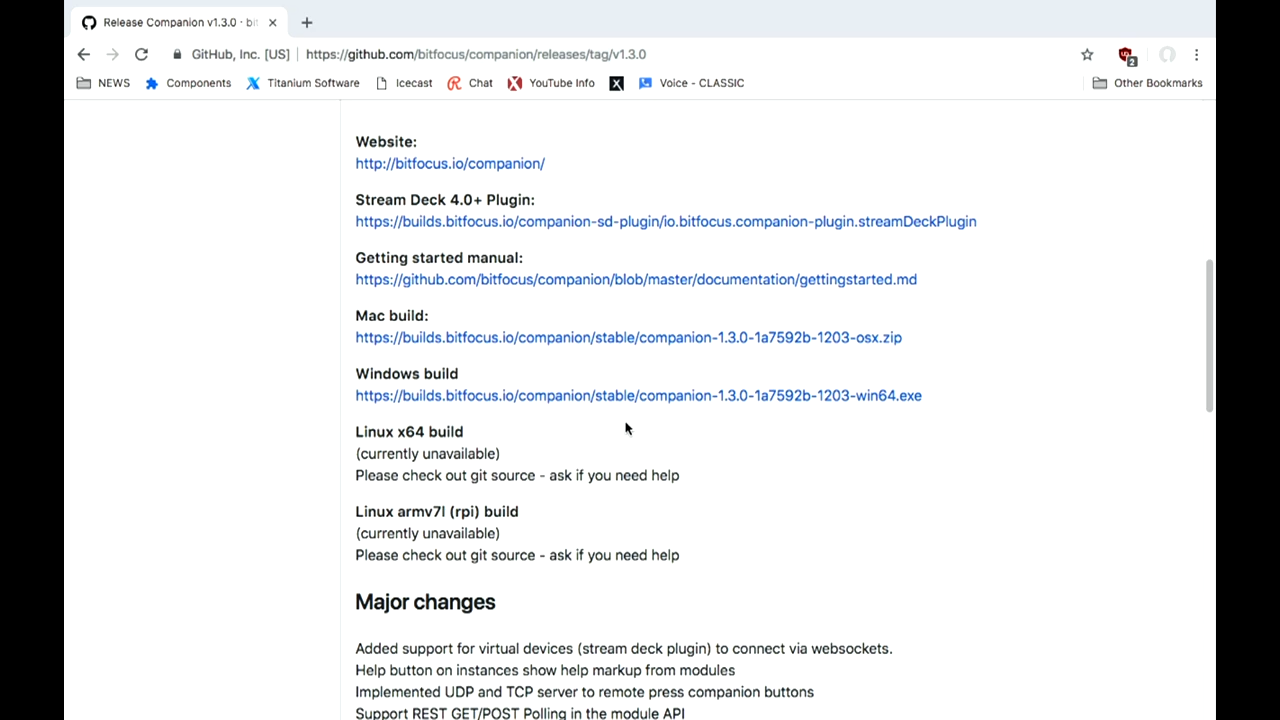 Release Companion v1.3.0 · bi
GitHub, Inc. [US]
https://github.com/bitfocus/companion/releases/tag/v1.3.0
2
NEWS
Components
Titanium Software
Icecast
Chat
YouTube Info
Voice - CLASSIC
Other Bookmarks
Website:
http://bitfocus.io/companion/
Stream Deck 4.0+ Plugin:
https://builds.bitfocus.io/companion-sd-plugin/io.bitfocus.companion-plugin.streamDeckPlugin
Getting started manual:
https://github.com/bitfocus/companion/blob/master/documentation/gettingstarted.md
Mac build:
https://builds.bitfocus.io/companion/stable/companion-1.3.0-1a7592b-1203-osx.zip
Windows build
https://builds.bitfocus.io/companion/stable/companion-1.3.0-1a7592b-1203-win64.exe
Linux x64 build
(currently unavailable)
Please check out git source - ask if you need help
Linux armv7l (rpi) build
(currently unavailable)
Please check out git source - ask if you need help
Major changes
Added support for virtual devices (stream deck plugin) to connect via websockets.
Help button on instances show help markup from modules
Implemented UDP and TCP server to remote press companion buttons
Support REST GET/POST Polling in the module API